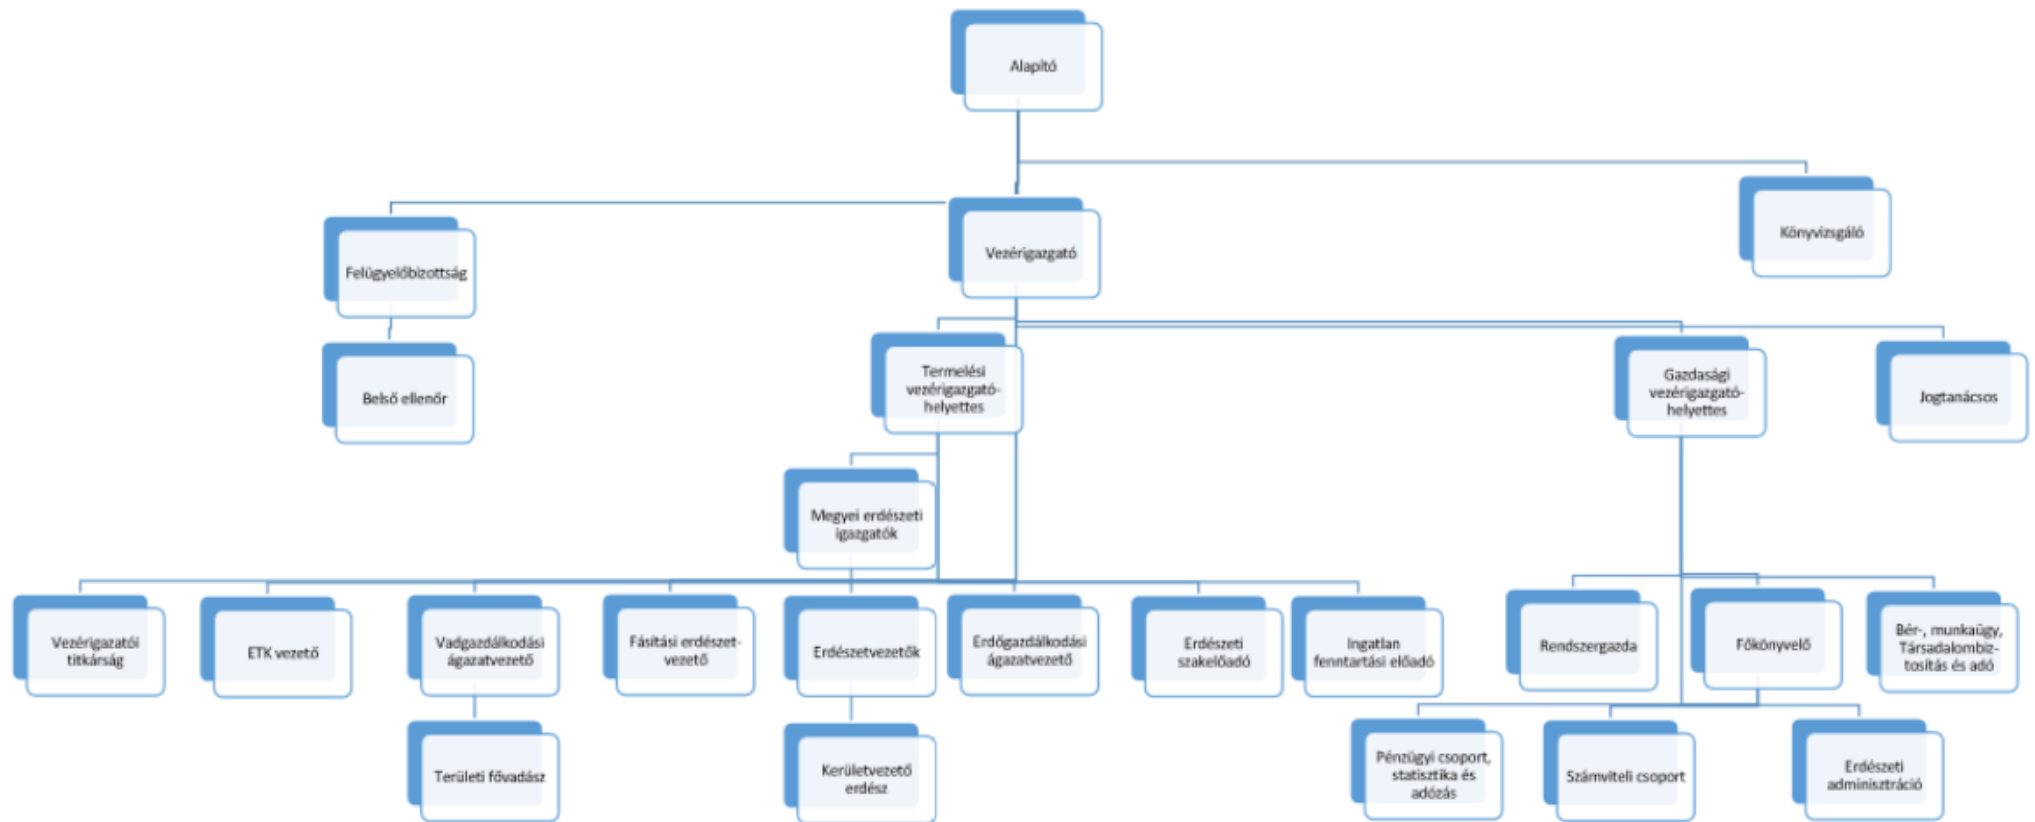 Alapító
Vezérigazgató
Könyvizsgáló
Felügyelőbizottság
Belső ellenőr
Termelési
vezérigazgató-
helyettes
Gazdasági
vezérigazgató-
helyettes
Jogtanácsos
Megyei erdészeti
igazgatók
Vezérigazatói
titkárság
ETK vezető
Vadgazdálkodási
ágazatvezető
Fásítási erdészet-
vezető
Erdészetvezetők
Erdőgazdálkodási
ágazatvezető
Erdészeti
szakelőadó
Ingatlan
fenntartási előadó
Rendszergazda
Főkönyvelő
Bér-, munkaügy,
Társadalombiz-
tosítás és adó
Területi fővadász
Kerületvezető
erdész
Pénzügyi csoport,
statisztika és
adózás
Számviteli csoport
Erdészeti
adminisztráció